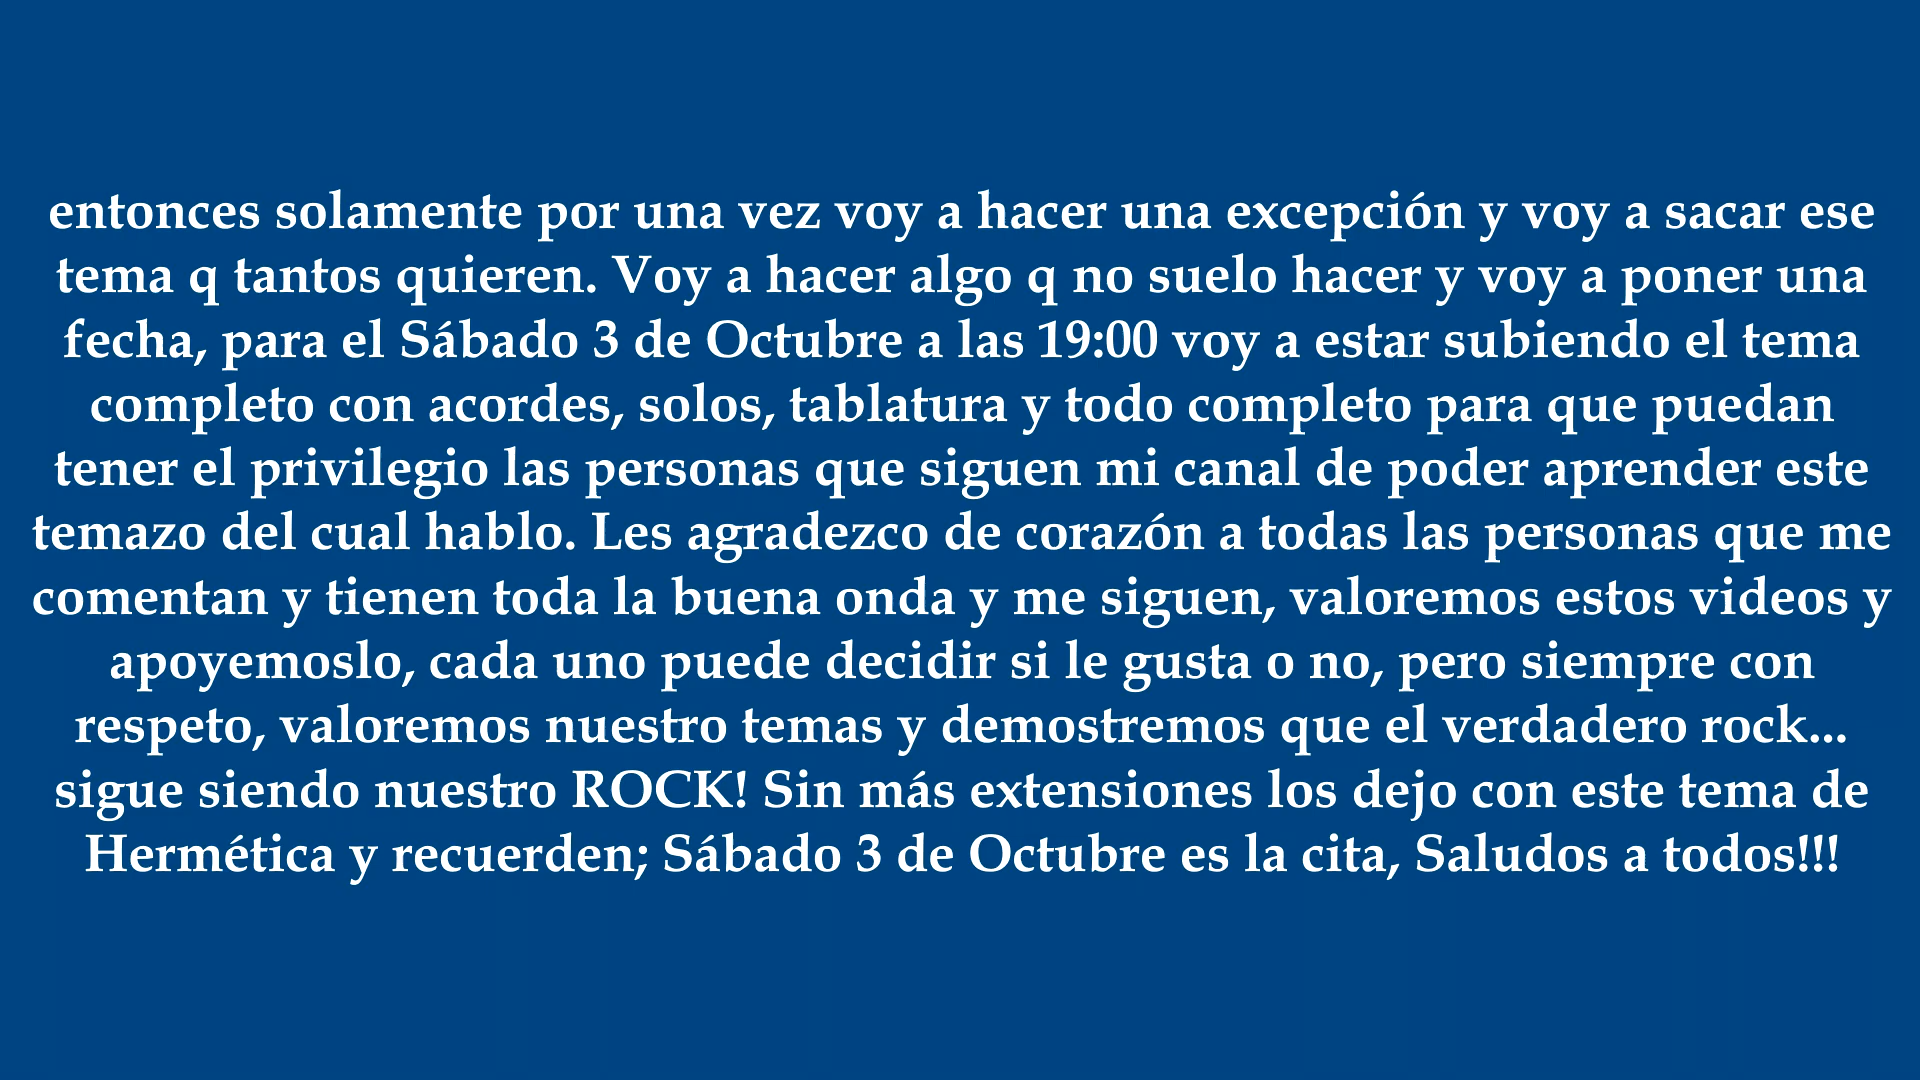 entonces solamente por una vez voy a hacer una excepción y voy a sacar ese
tema q tantos quieren. Voy a hacer algo q no suelo hacer y voy a poner una
fecha, para el Sábado 3 de Octubre a las 19:00 voy a estar subiendo el tema
completo con acordes, solos, tablatura y todo completo para que puedan
tener el privilegio las personas que siguen mi canal de poder aprender este
temazo del cual hablo. Les agradezco de corazón a todas las personas que me
comentan y tienen toda la buena onda y me siguen, valoremos estos videos y
apoyemoslo, cada uno puede decidir si le gusta o no, pero siempre con
respeto, valoremos nuestro temas y demostremos que el verdadero rock...
sigue siendo nuestro ROCK! Sin más extensiones los dejo con este tema de
Hermética y recuerden; Sábado 3 de Octubre es la cita, Saludos a todos!!!